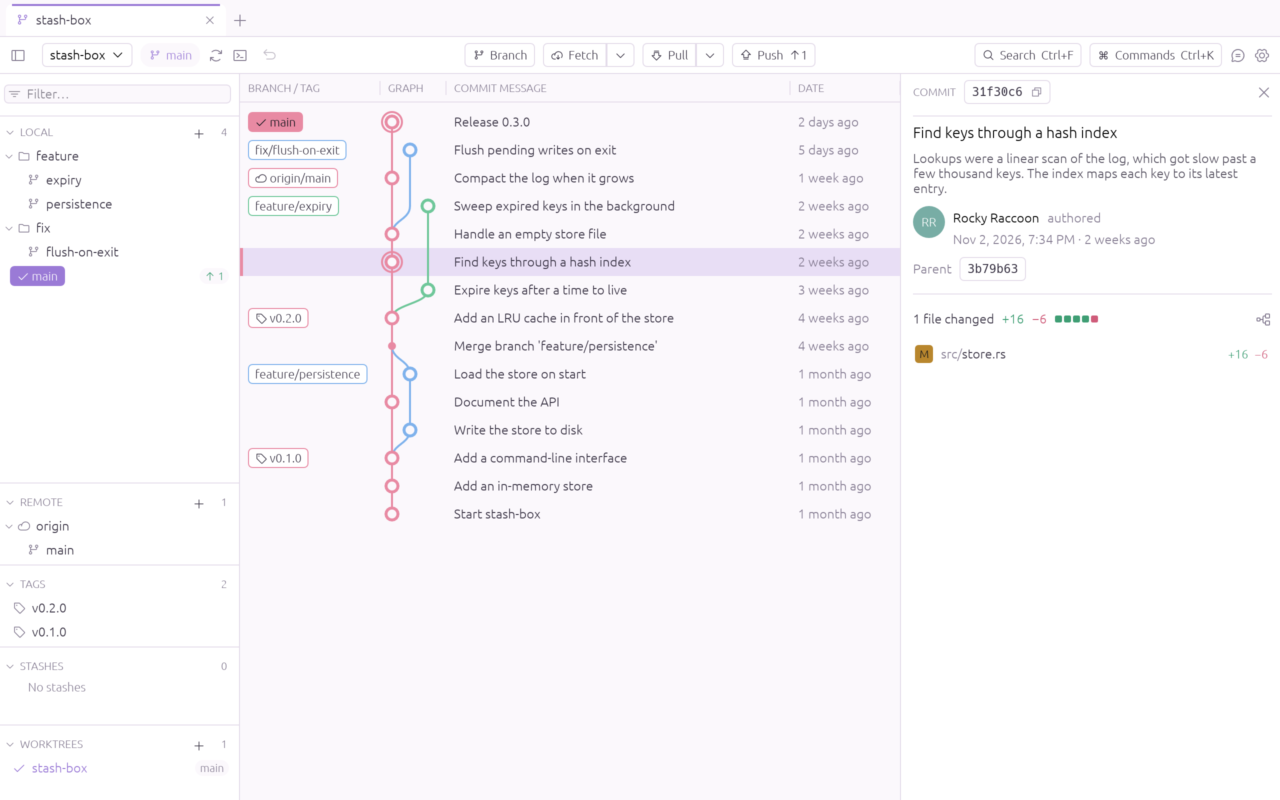 stash-box
stash-box
main
Branch
Fetch
Pull
Push 1
Search Ctrl+F
Commands Ctrl+K
Filter…
LOCAL 4
feature
expiry
persistence
fix
flush-on-exit
main 1
REMOTE 1
origin
main
TAGS 2
v0.2.0
v0.1.0
STASHES 0
No stashes
WORKTREES 1
stash-box main
BRANCH / TAG GRAPH COMMIT MESSAGE DATE
main Release 0.3.0 2 days ago
fix/flush-on-exit Flush pending writes on exit 5 days ago
origin/main Compact the log when it grows 1 week ago
feature/expiry Sweep expired keys in the background 2 weeks ago
Handle an empty store file 2 weeks ago
Find keys through a hash index 2 weeks ago
Expire keys after a time to live 3 weeks ago
v0.2.0 Add an LRU cache in front of the store 4 weeks ago
Merge branch 'feature/persistence' 4 weeks ago
feature/persistence Load the store on start 1 month ago
Document the API 1 month ago
Write the store to disk 1 month ago
v0.1.0 Add a command-line interface 1 month ago
Add an in-memory store 1 month ago
Start stash-box 1 month ago
COMMIT 31f30c6
Find keys through a hash index
Lookups were a linear scan of the log, which got slow past a
few thousand keys. The index maps each key to its latest
entry.
RR
Rocky Raccoon authored
Nov 2, 2026, 7:34 PM · 2 weeks ago
Parent 3b79b63
1 file changed +16 −6
M src/store.rs +16 −6